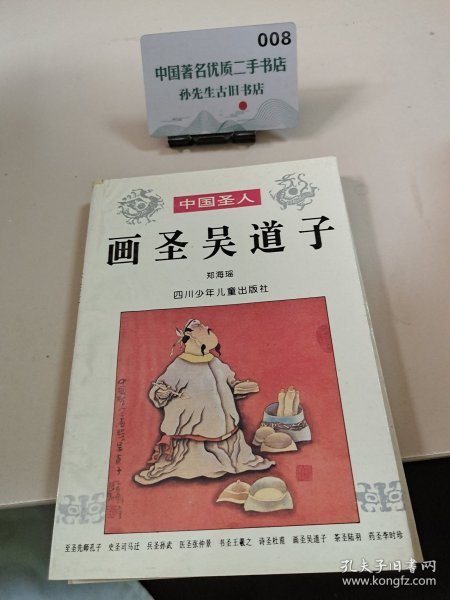 008
中国著名优质二手书店
孙先生古旧书店
中国圣人
画圣吴道子
郑海瑶
四川少年儿童出版社
至圣先师孔子 史圣司马迁 兵圣孙武 医圣张仲景 书圣王羲之 诗圣杜甫 画圣吴道子 茶圣陆羽 药圣李时珍
孔夫子旧书网